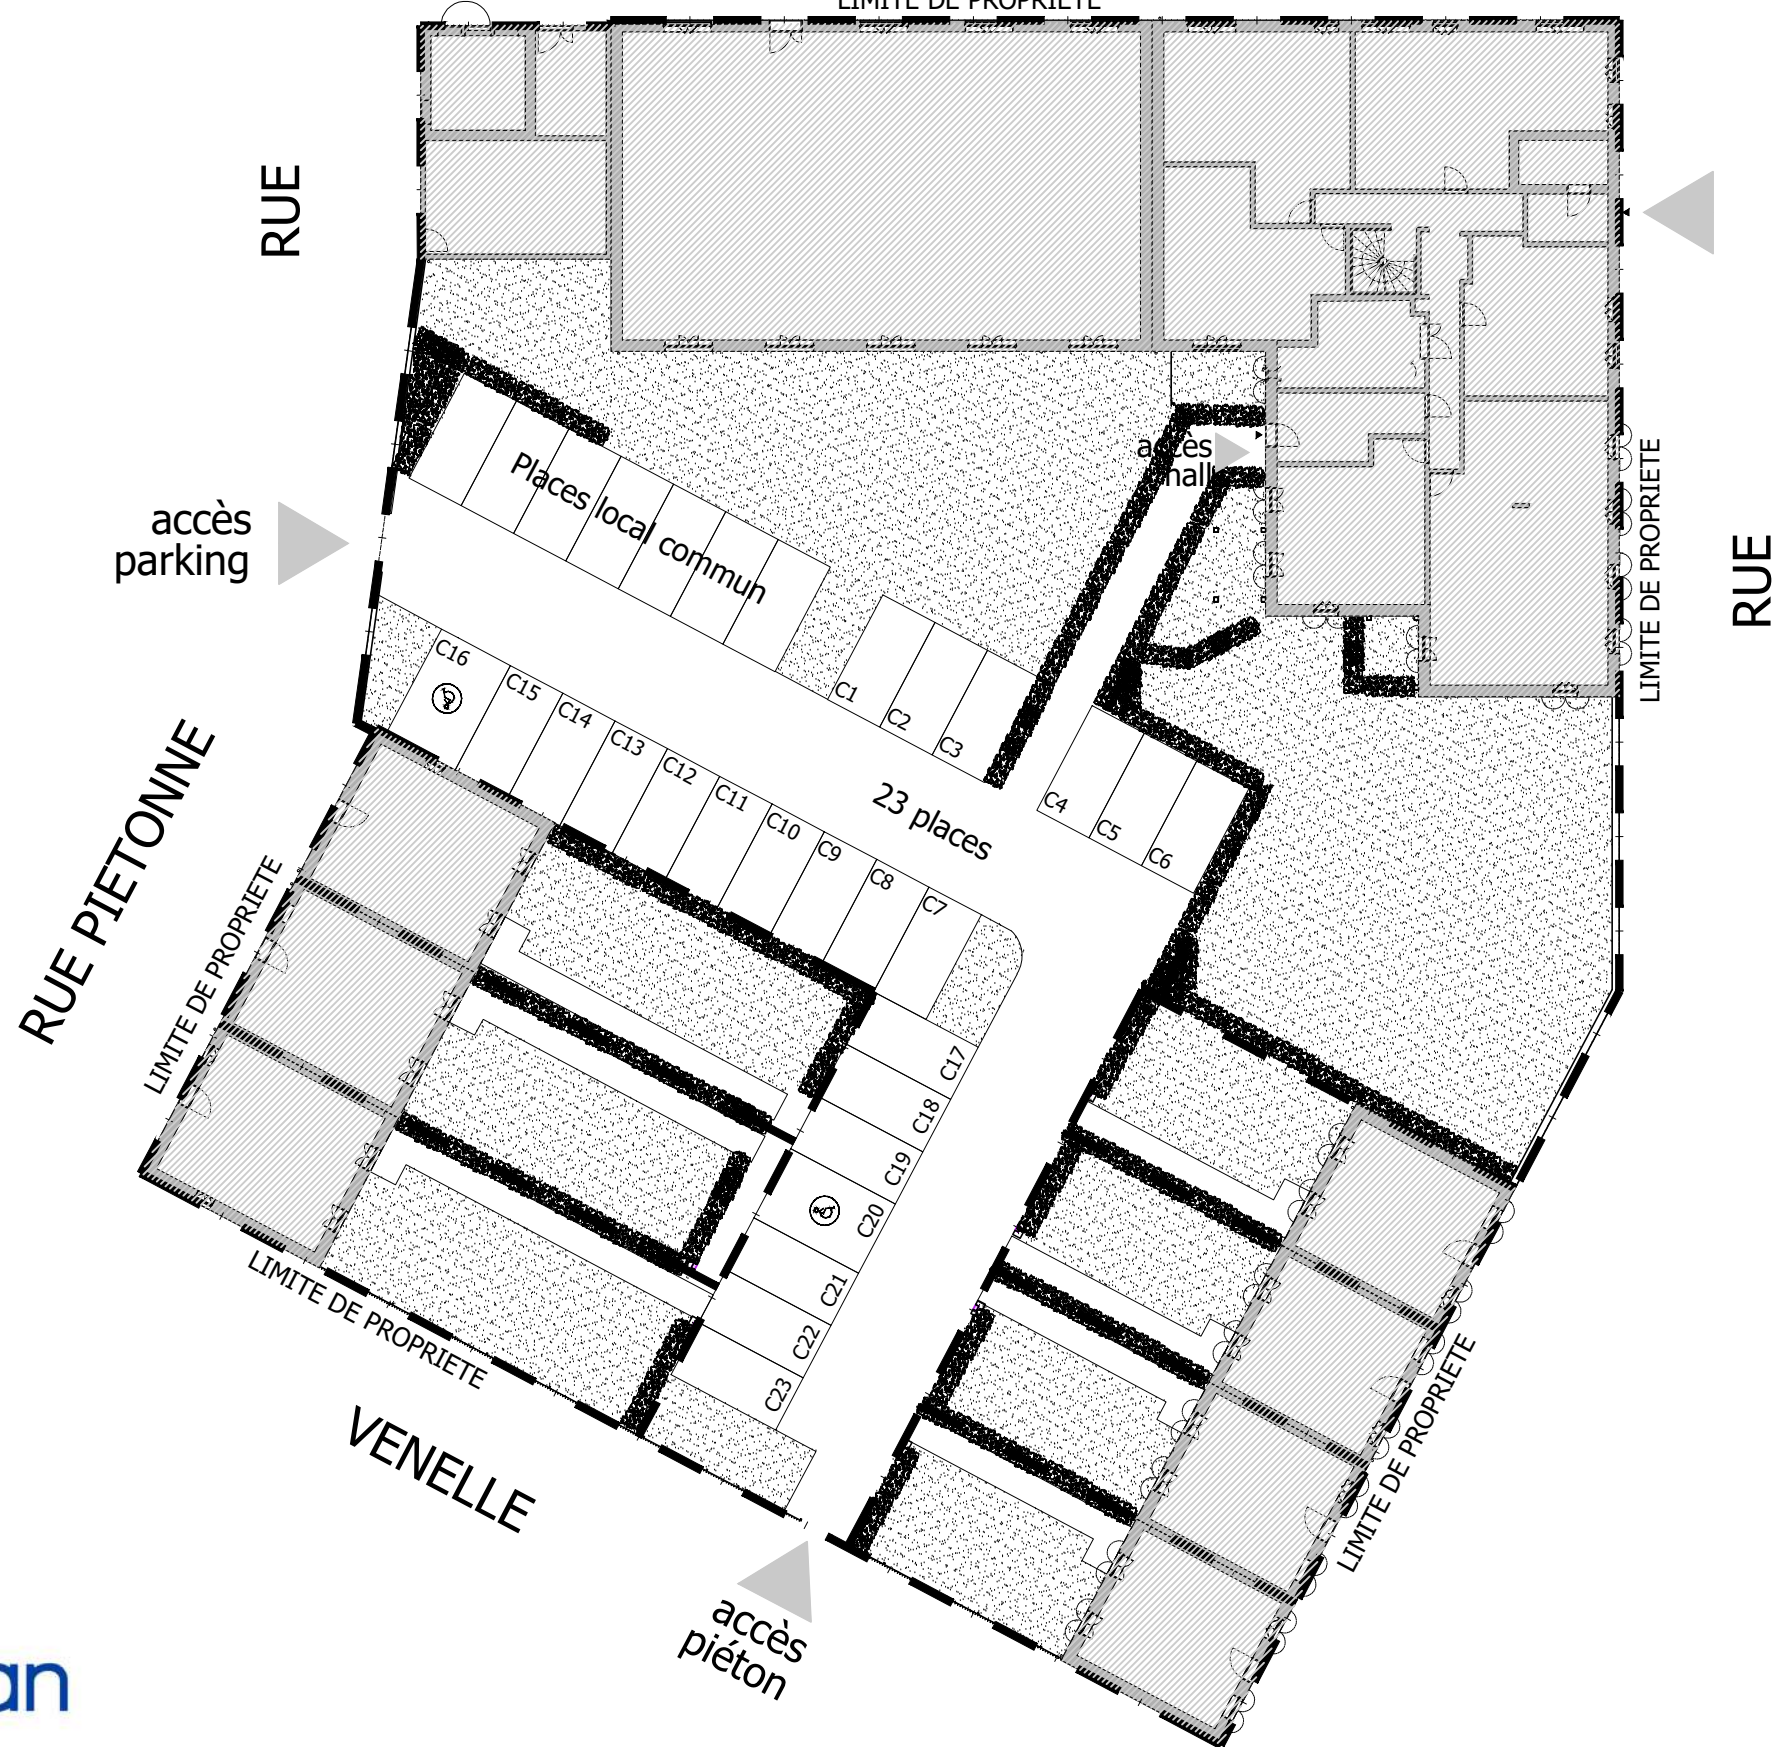 LIMITE DE PROPRIETE
RUE
accès
hall
Places local commun
accès
parking
LIMITE DE PROPRIETE
RUE
C1
C2
C3
C16
C15
C14
C13
C12
C11
C10
C9
C8
C7
23 places
C4
C5
C6
RUE PIETONNE
LIMITE DE PROPRIETE
C17
C18
C19
C20
C21
C22
C23
LIMITE DE PROPRIETE
LIMITE DE PROPRIETE
VENELLE
accès
piéton
an